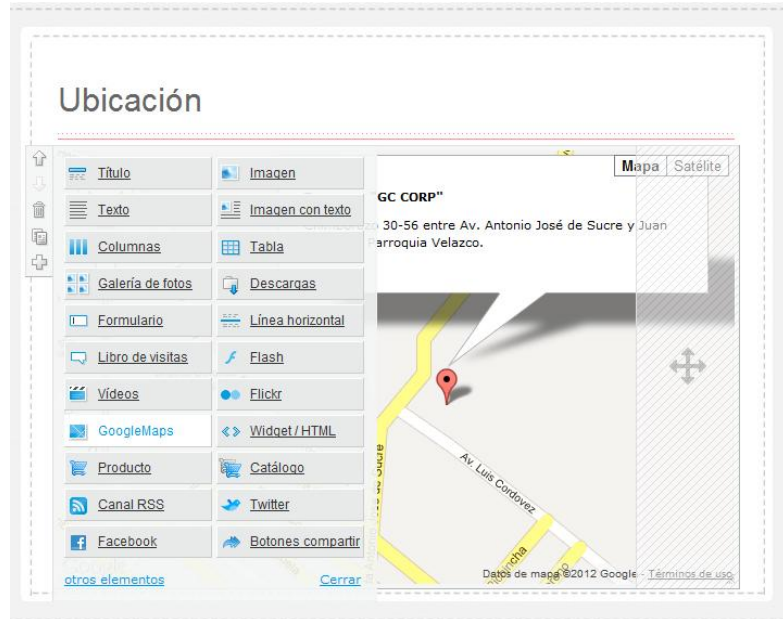 Ubicación
Título
Imagen
Texto
Imagen con texto
Columnas
Tabla
Galería de fotos
Descargas
Formulario
Línea horizontal
Libro de visitas
Flash
Vídeos
Flickr
GoogleMaps
Widget / HTML
Producto
Catálogo
Canal RSS
Twitter
Facebook
Botones compartir
otros elementos
Cerrar
Mapa
Satélite
"GC CORP"
30-56 entre Av. Antonio José de Sucre y Juan
Parroquia Velazco.
de Sucre
Av. Luis Cordovez
Datos de mapa ©2012 Google - Términos de uso